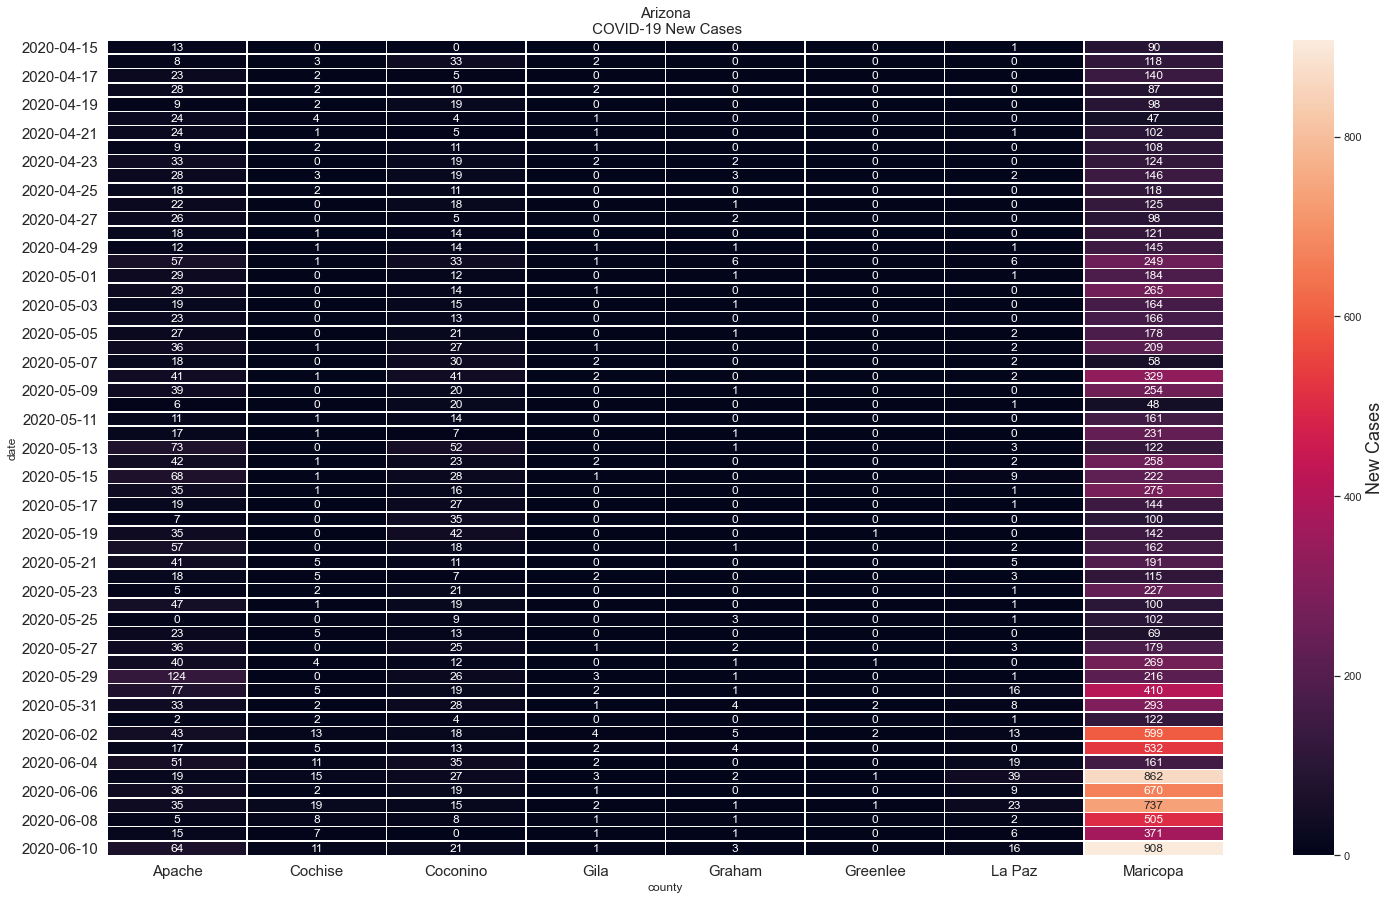 Arizona
COVID-19 New Cases
2020-04-15 13 0 0 0 0 0 1 90
8 3 33 2 0 0 0 118
2020-04-17 23 2 5 0 0 0 0 140
28 2 10 2 0 0 0 87
2020-04-19 9 2 19 0 0 0 0 98
24 4 4 1 0 0 0 47
2020-04-21 24 1 5 1 0 0 1 102
9 2 11 1 0 0 0 108
2020-04-23 33 0 19 2 2 0 0 124
28 3 19 0 3 0 2 146
2020-04-25 18 2 11 0 0 0 0 118
22 0 18 0 1 0 0 125
2020-04-27 26 0 5 0 2 0 0 98
18 1 14 0 0 0 0 121
2020-04-29 12 1 14 1 1 0 1 145
57 1 33 1 6 0 6 249
2020-05-01 29 0 12 0 1 0 1 184
29 0 14 1 0 0 0 265
2020-05-03 19 0 15 0 1 0 0 164
23 0 13 0 0 0 0 166
2020-05-05 27 0 21 0 1 0 2 178
36 1 27 1 0 0 2 209
2020-05-07 18 0 30 2 0 0 2 58
41 1 41 2 0 0 2 329
2020-05-09 39 0 20 0 1 0 0 254
6 0 20 0 0 0 1 48
2020-05-11 11 1 14 0 0 0 0 161
17 1 7 0 1 0 0 231
2020-05-13 73 0 52 0 1 0 3 122
42 1 23 2 0 0 2 258
2020-05-15 68 1 28 1 0 0 9 222
35 1 16 0 0 0 1 275
2020-05-17 19 0 27 0 0 0 1 144
7 0 35 0 0 0 0 100
2020-05-19 35 0 42 0 0 1 0 142
57 0 18 0 1 0 2 162
2020-05-21 41 5 11 0 0 0 5 191
18 5 7 2 0 0 3 115
2020-05-23 5 2 21 0 0 0 1 227
47 1 19 0 0 0 1 100
2020-05-25 0 0 9 0 3 0 1 102
23 5 13 0 0 0 0 69
2020-05-27 36 0 25 1 2 0 3 179
40 4 12 0 1 1 0 269
2020-05-29 124 0 26 3 1 0 1 216
77 5 19 2 1 0 16 410
2020-05-31 33 2 28 1 4 2 8 293
2 2 4 0 0 0 1 122
2020-06-02 43 13 18 4 5 2 13 599
17 5 13 2 4 0 0 532
2020-06-04 51 11 35 2 0 0 19 161
19 15 27 3 2 1 39 862
2020-06-06 36 2 19 1 0 0 9 670
35 19 15 2 1 1 23 737
2020-06-08 5 8 8 1 1 0 2 505
15 7 0 1 1 0 6 371
2020-06-10 64 11 21 1 3 0 16 908
Apache Cochise Coconino Gila Graham Greenlee La Paz Maricopa
county
date
800
600
400
200
0
New Cases